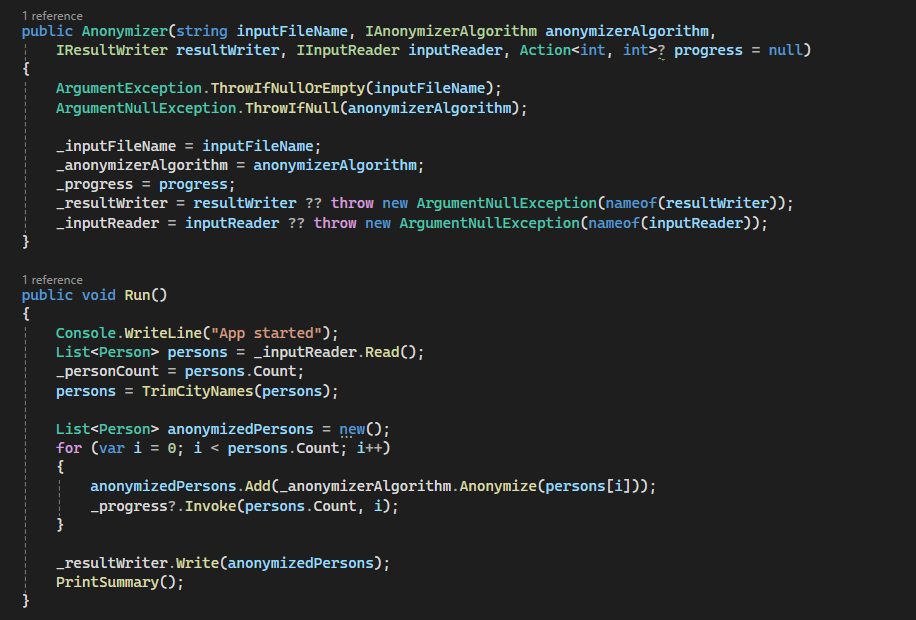 1 reference
public Anonymizer(string inputFileName, IAnonymizerAlgorithm anonymizerAlgorithm,
    IResultWriter resultWriter, IInputReader inputReader, Action<int, int>? progress = null)
{
    ArgumentException.ThrowIfNullOrEmpty(inputFileName);
    ArgumentNullException.ThrowIfNull(anonymizerAlgorithm);

    _inputFileName = inputFileName;
    _anonymizerAlgorithm = anonymizerAlgorithm;
    _progress = progress;
    _resultWriter = resultWriter ?? throw new ArgumentNullException(nameof(resultWriter));
    _inputReader = inputReader ?? throw new ArgumentNullException(nameof(inputReader));
}

1 reference
public void Run()
{
    Console.WriteLine("App started");
    List<Person> persons = _inputReader.Read();
    _personCount = persons.Count;
    persons = TrimCityNames(persons);

    List<Person> anonymizedPersons = new();
    for (var i = 0; i < persons.Count; i++)
    {
        anonymizedPersons.Add(_anonymizerAlgorithm.Anonymize(persons[i]));
        _progress?.Invoke(persons.Count, i);
    }

    _resultWriter.Write(anonymizedPersons);
    PrintSummary();
}